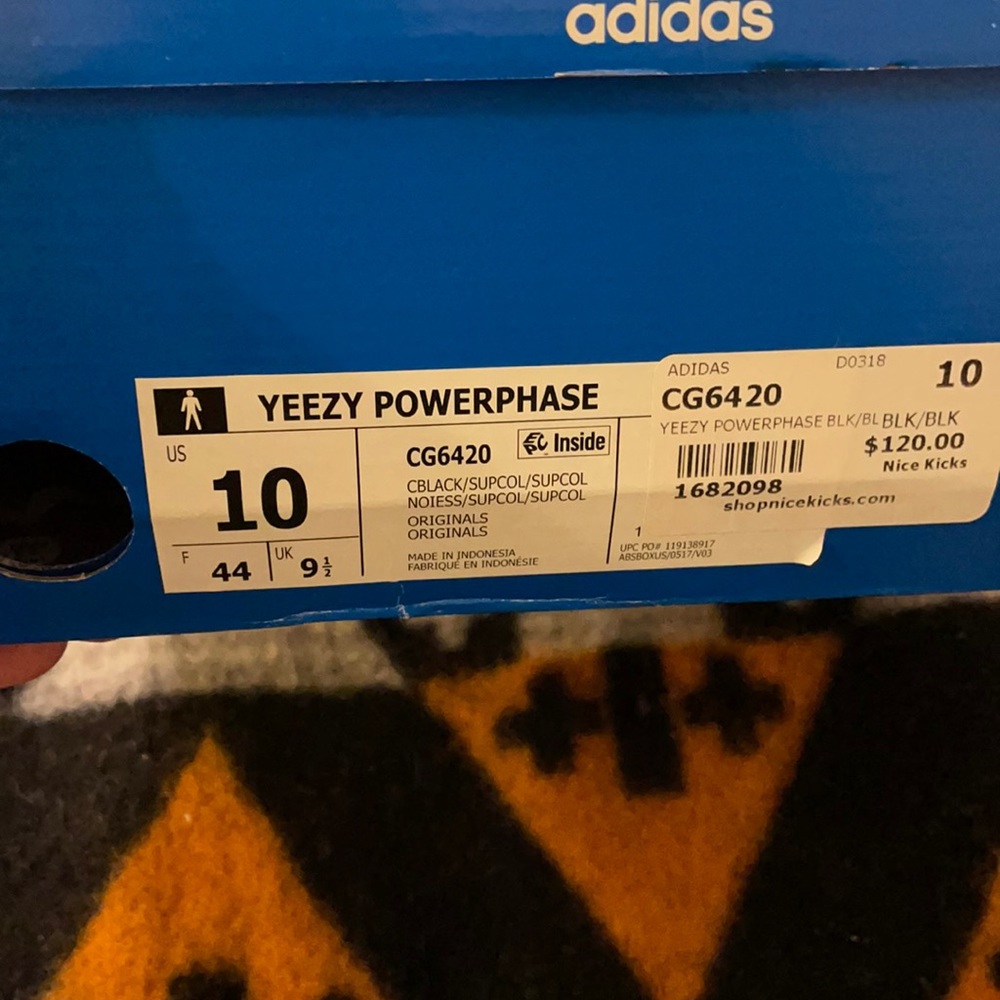 adidas
YEEZY POWERPHASE
US
10
F 44
UK 9½
CG6420
Inside
CBLACK/SUPCOL/SUPCOL
NOIESS/SUPCOL/SUPCOL
ORIGINALS
ORIGINALS
MADE IN INDONESIA
FABRIQUÉ EN INDONÉSIE
1
UPC PO# 119138917
ABSBOXUS/0517/V03
ADIDAS D0318 10
CG6420
YEEZY POWERPHASE BLK/BLBLK/BLK
$120.00
Nice Kicks
1682098
shopnicekicks.com